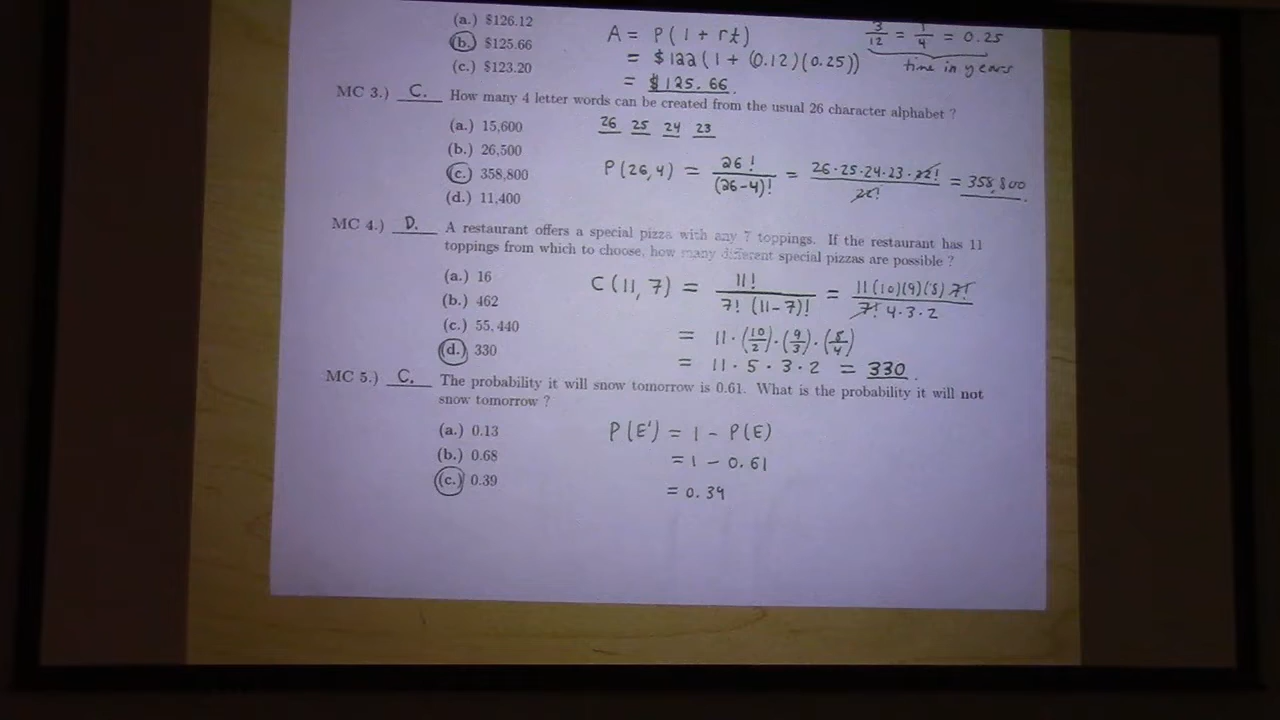 (a.) $126.12
(b.) $125.66
(c.) $123.20
A = P(1 + rt)
= $122(1 + (0.12)(0.25))
= $125.66.
3/12 = 1/4 = 0.25
time in years
MC 3.) C. How many 4 letter words can be created from the usual 26 character alphabet ?
(a.) 15,600
(b.) 26,500
(c.) 358,800
(d.) 11,400
26 25 24 23
P(26,4) = 26!/(26-4)! = 26·25·24·23·22!/22! = 358,800.
MC 4.) D. A restaurant offers a special pizza with any 7 toppings. If the restaurant has 11
toppings from which to choose, how many different special pizzas are possible ?
(a.) 16
(b.) 462
(c.) 55,440
(d.) 330
C(11,7) = 11!/7!(11-7)! = 11(10)(9)(8)7!/7! 4·3·2
= 11·(10/2)·(9/3)·(8/4)
= 11·5·3·2 = 330.
MC 5.) C. The probability it will snow tomorrow is 0.61. What is the probability it will not
snow tomorrow ?
(a.) 0.13
(b.) 0.68
(c.) 0.39
P(E') = 1 - P(E)
= 1 - 0.61
= 0.39